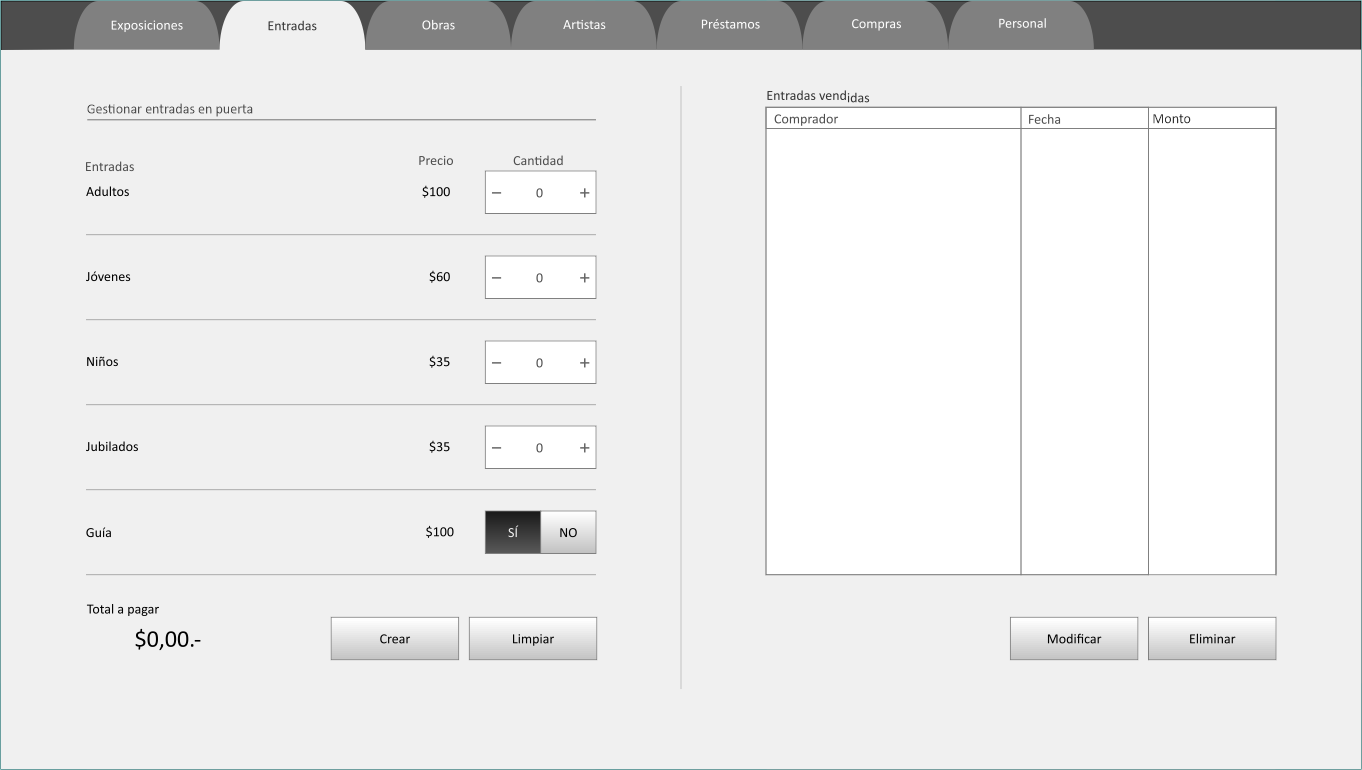 Exposiciones Entradas Obras Artistas Préstamos Compras Personal
Gestionar entradas en puerta
Entradas Precio Cantidad
Adultos $100 − 0 +
Jóvenes $60 − 0 +
Niños $35 − 0 +
Jubilados $35 − 0 +
Guía $100 SÍ NO
Total a pagar
$0,00.- Crear Limpiar
Entradas vendidas
Comprador Fecha Monto
Modificar Eliminar